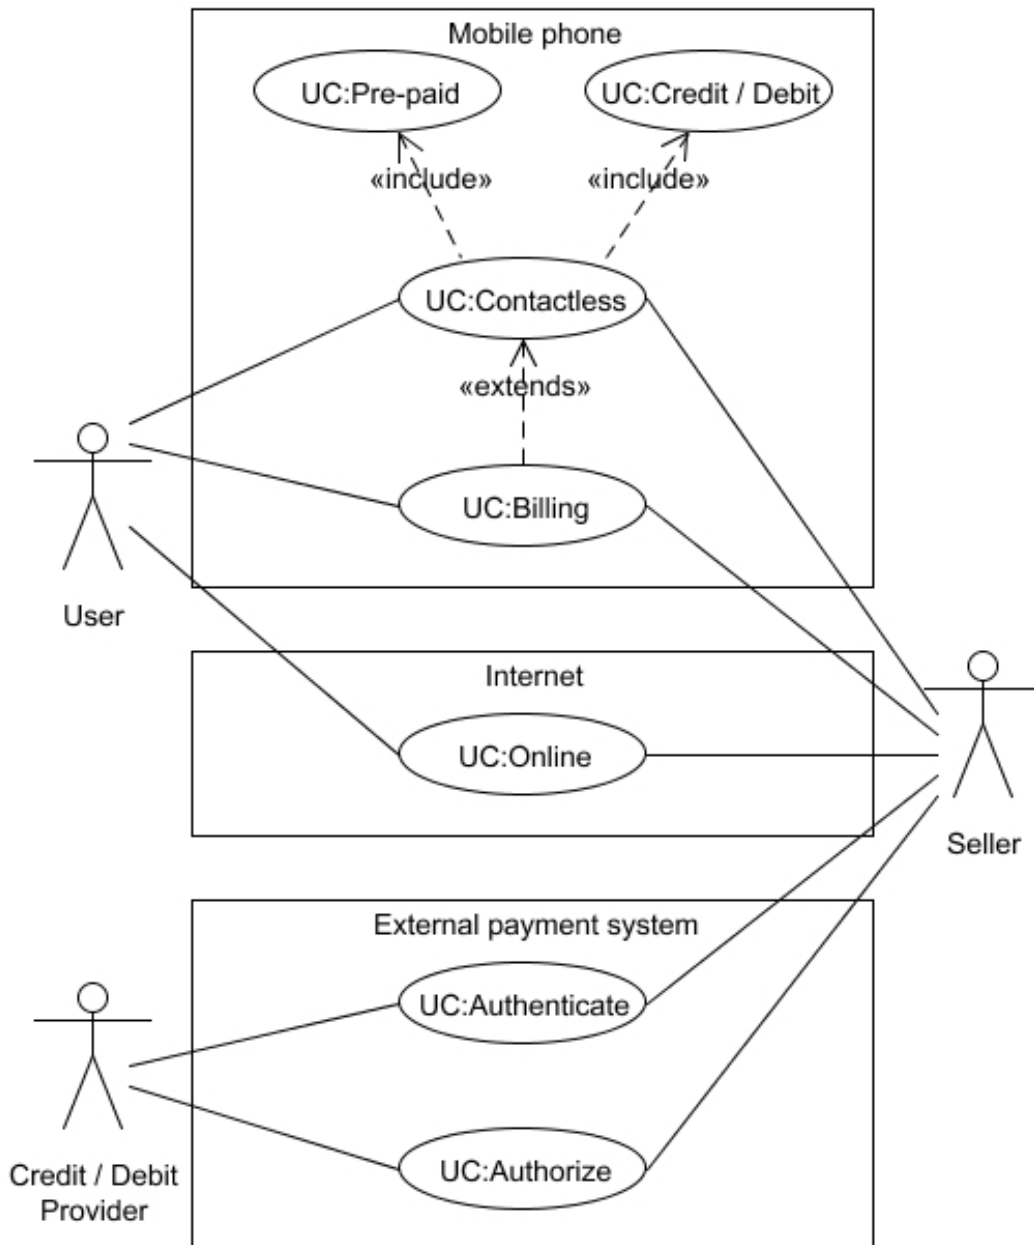 Mobile phone
UC:Pre-paid
UC:Credit / Debit
«include»
«include»
UC:Contactless
«extends»
UC:Billing
User
Internet
UC:Online
Seller
External payment system
UC:Authenticate
UC:Authorize
Credit / Debit
Provider